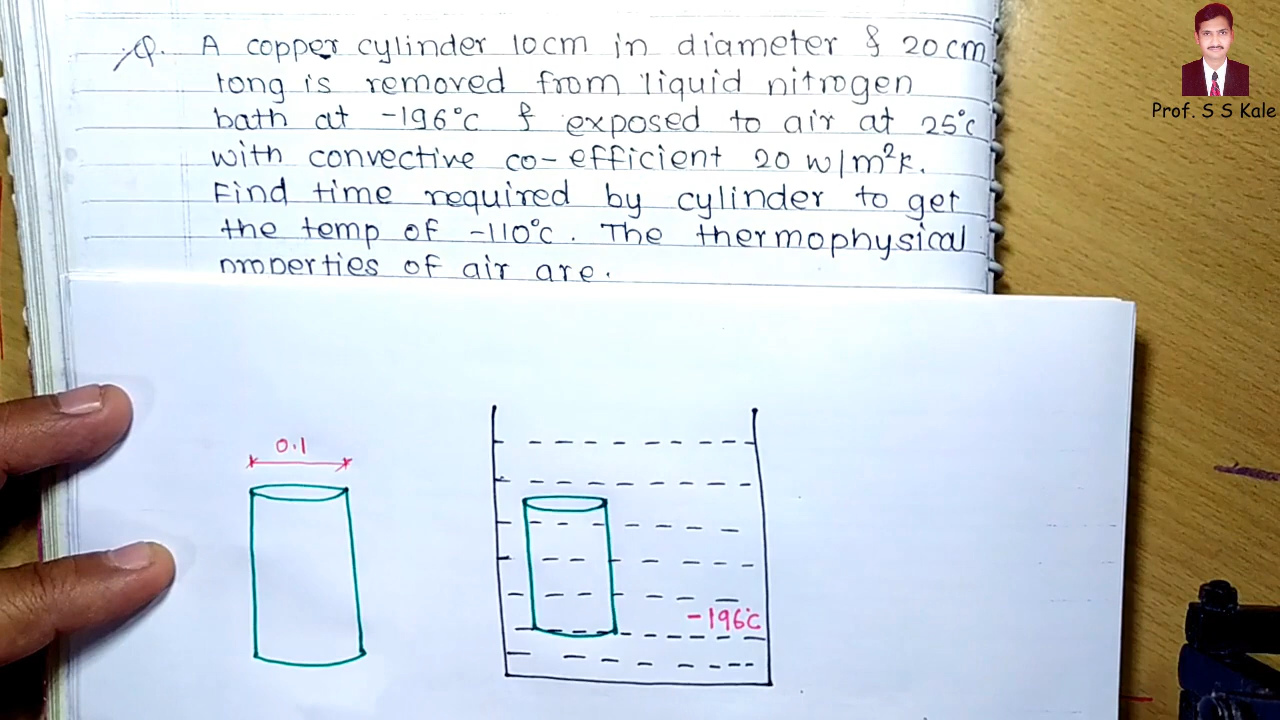 Q. A copper cylinder 10cm in diameter & 20cm
long is removed from liquid nitrogen
bath at -196°c & exposed to air at 25°c
with convective co-efficient 20 w/m²k.
Find time required by cylinder to get
the temp of -110°c. The thermophysical
properties of air are.
Prof. S S Kale
0.1
-196°c